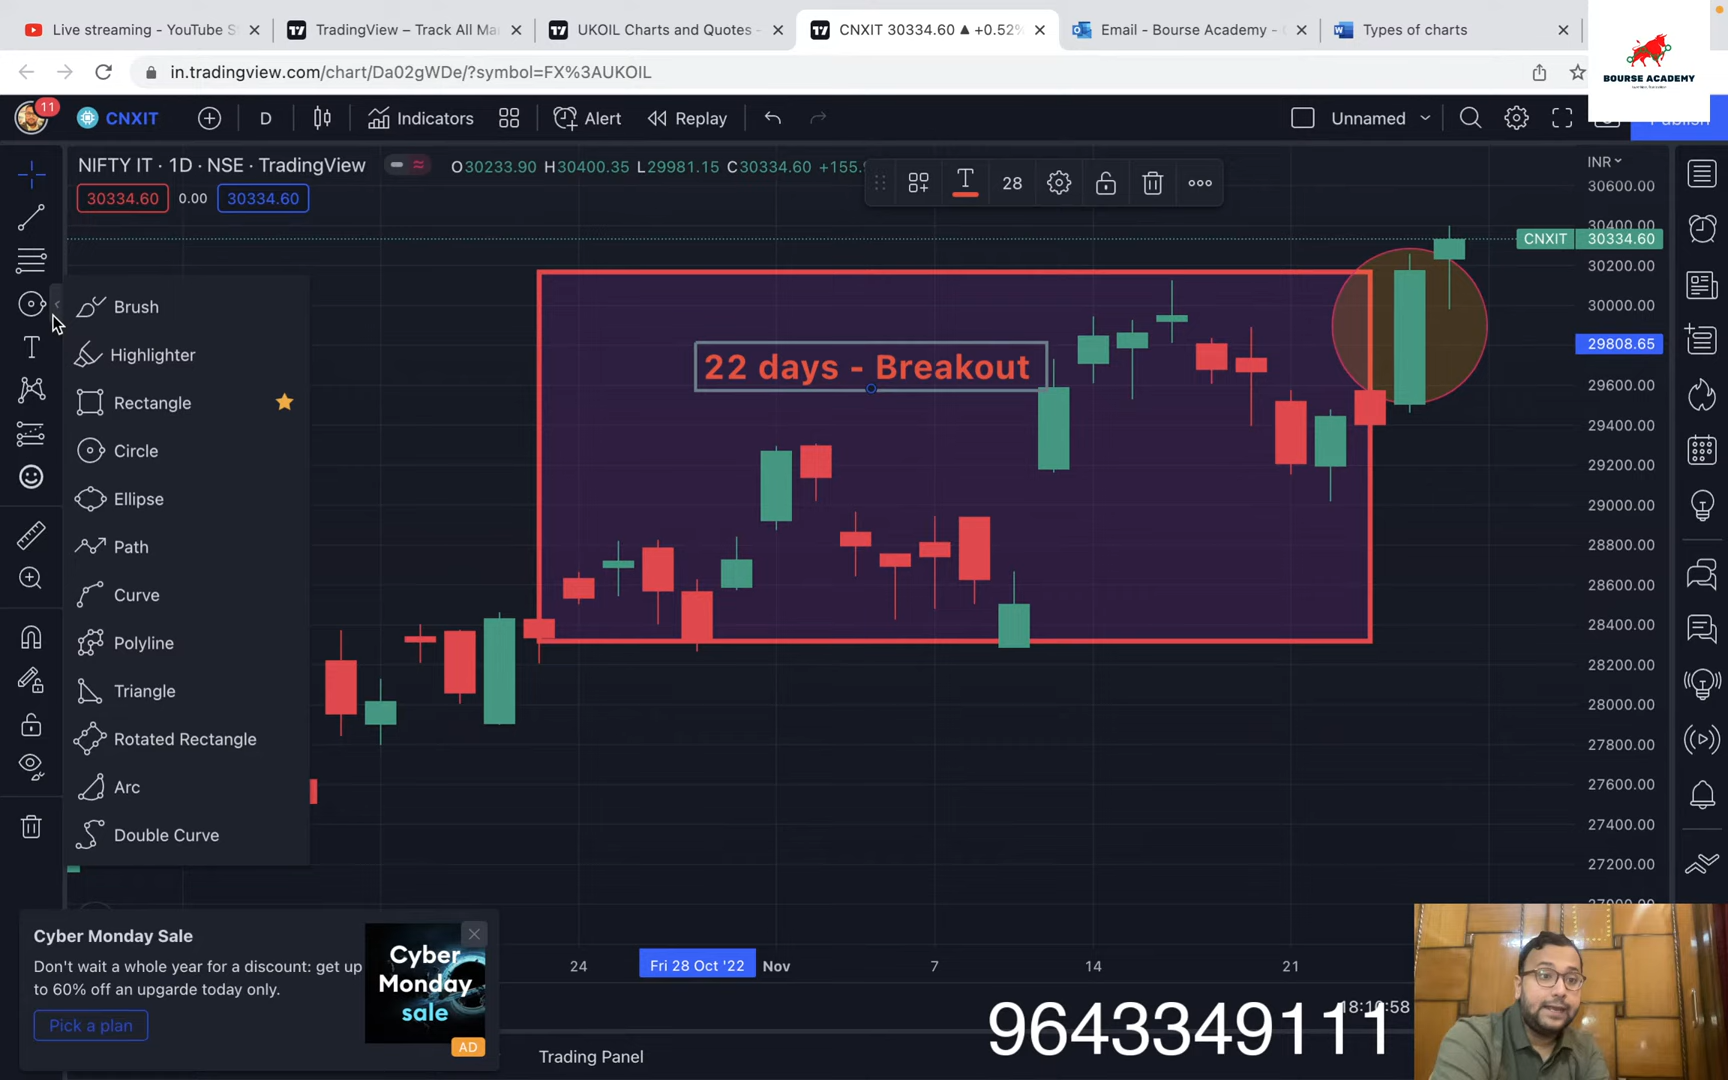 Live streaming - YouTube S
TradingView – Track All Ma
UKOIL Charts and Quotes -
CNXIT 30334.60 ▲ +0.52%
Email - Bourse Academy -
Types of charts
in.tradingview.com/chart/Da02gWDe/?symbol=FX%3AUKOIL
BOURSE ACADEMY
11
CNXIT
D
Indicators
Alert
Replay
Unnamed
NIFTY IT · 1D · NSE · TradingView
O30233.90 H30400.35 L29981.15 C30334.60 +155.
30334.60
0.00
30334.60
28
INR
30600.00
30400.00
CNXIT 30334.60
30200.00
30000.00
29808.65
29600.00
29400.00
29200.00
29000.00
28800.00
28600.00
28400.00
28200.00
28000.00
27800.00
27600.00
27400.00
27200.00
22 days - Breakout
Brush
Highlighter
Rectangle
Circle
Ellipse
Path
Curve
Polyline
Triangle
Rotated Rectangle
Arc
Double Curve
Cyber Monday Sale
Don't wait a whole year for a discount: get up
to 60% off an upgarde today only.
Pick a plan
Cyber
Monday
sale
AD
24
Fri 28 Oct '22
Nov
7
14
21
18:10:58
9643349111
Trading Panel